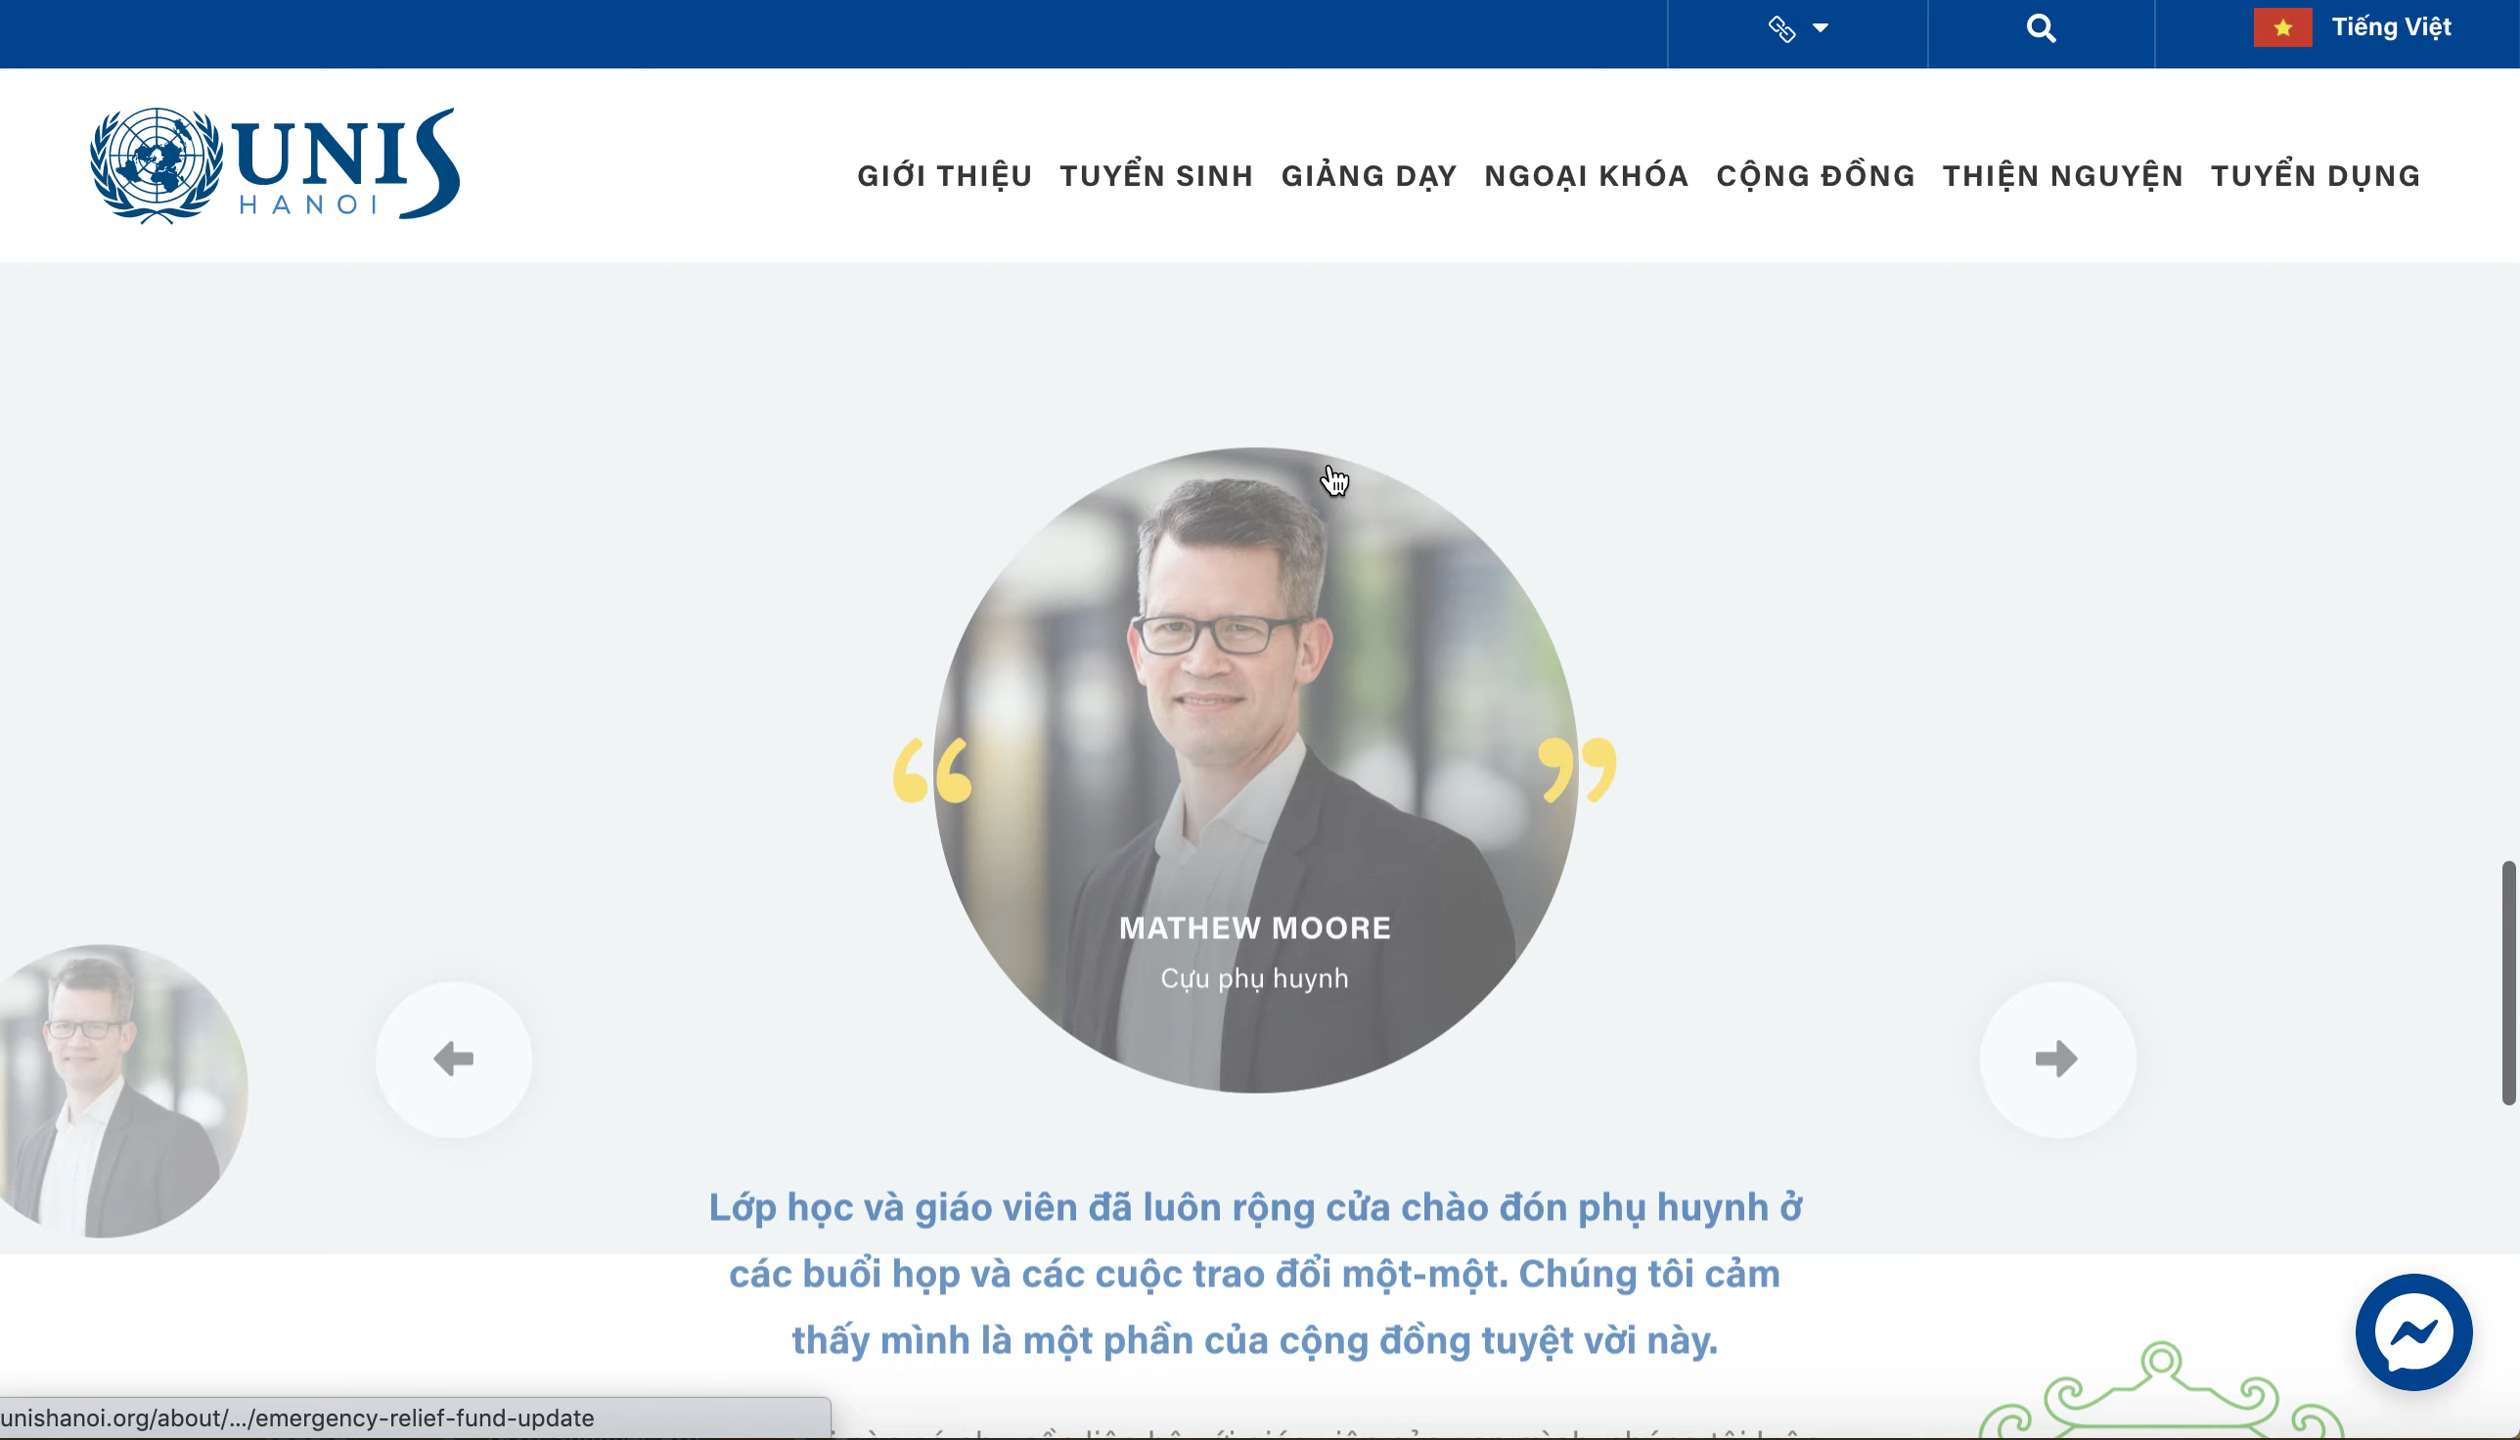 Tiếng Việt
UNIS
HANOI
GIỚI THIỆU TUYỂN SINH GIẢNG DẠY NGOẠI KHÓA CỘNG ĐỒNG THIỆN NGUYỆN TUYỂN DỤNG
“ ”
MATHEW MOORE
Cựu phụ huynh
Lớp học và giáo viên đã luôn rộng cửa chào đón phụ huynh ở
các buổi họp và các cuộc trao đổi một-một. Chúng tôi cảm
thấy mình là một phần của cộng đồng tuyệt vời này.
unishanoi.org/about/.../emergency-relief-fund-update